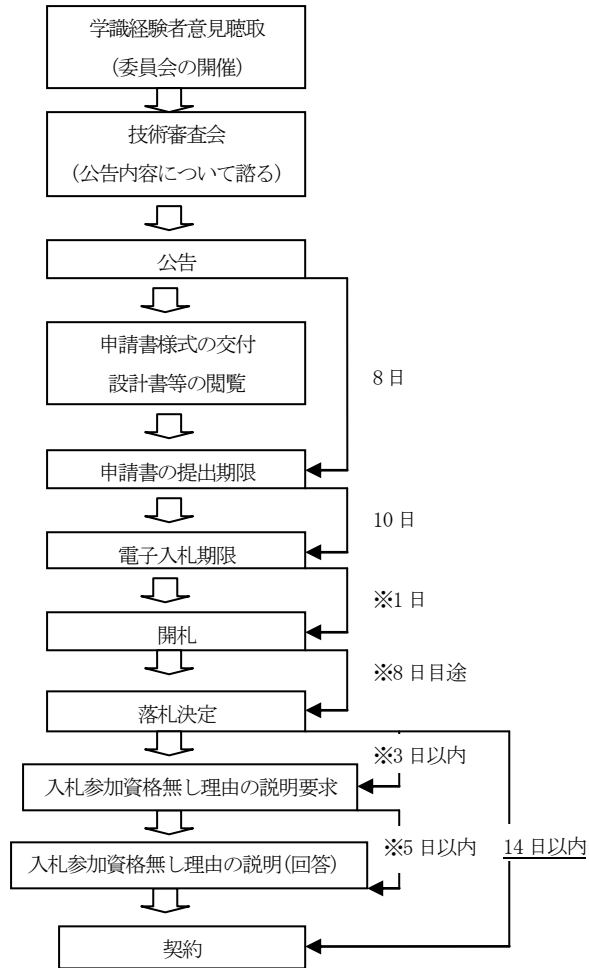 学識経験者意見聴取
(委員会の開催)
技術審査会
(公告内容について諮る)
公告
申請書様式の交付
設計書等の閲覧
8日
申請書の提出期限
10日
電子入札期限
※1日
開札
※8日目途
落札決定
※3日以内
入札参加資格無し理由の説明要求
※5日以内
14日以内
入札参加資格無し理由の説明(回答)
契約